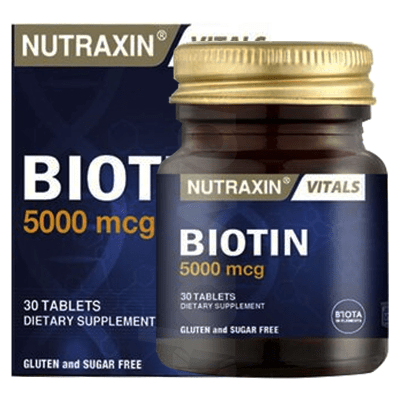 NUTRAXIN® VITALS
BIOT
5000 mcg
30 TABLETS
DIETARY SUPPLEMENT
GLUTEN and SUGAR FREE
NUTRAXIN® VITALS
BIOTIN
5000 mcg
30 TABLETS
DIETARY SUPPLEMENT
GLUTEN and SUGAR FREE
BIOTA